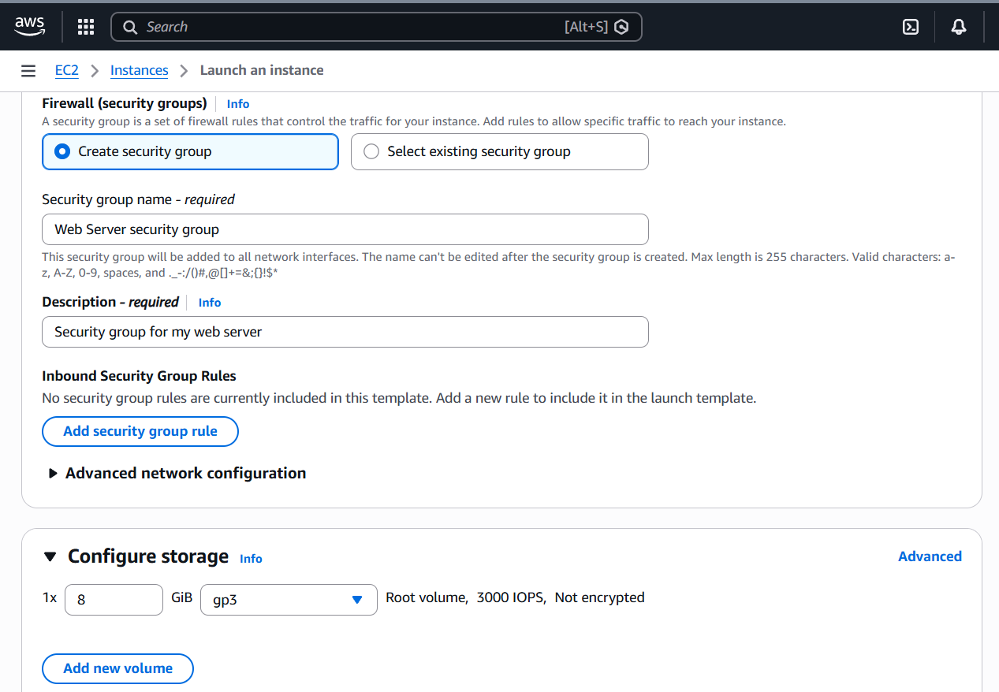 aws
Search [Alt+S]
EC2 Instances Launch an instance
Firewall (security groups) Info
A security group is a set of firewall rules that control the traffic for your instance. Add rules to allow specific traffic to reach your instance.
Create security group Select existing security group
Security group name - required
Web Server security group
This security group will be added to all network interfaces. The name can't be edited after the security group is created. Max length is 255 characters. Valid characters: a-
z, A-Z, 0-9, spaces, and ._-:/()#,@[]+=&;{}!$*
Description - required Info
Security group for my web server
Inbound Security Group Rules
No security group rules are currently included in this template. Add a new rule to include it in the launch template.
Add security group rule
Advanced network configuration
Configure storage Info Advanced
1x 8 GiB gp3 Root volume, 3000 IOPS, Not encrypted
Add new volume